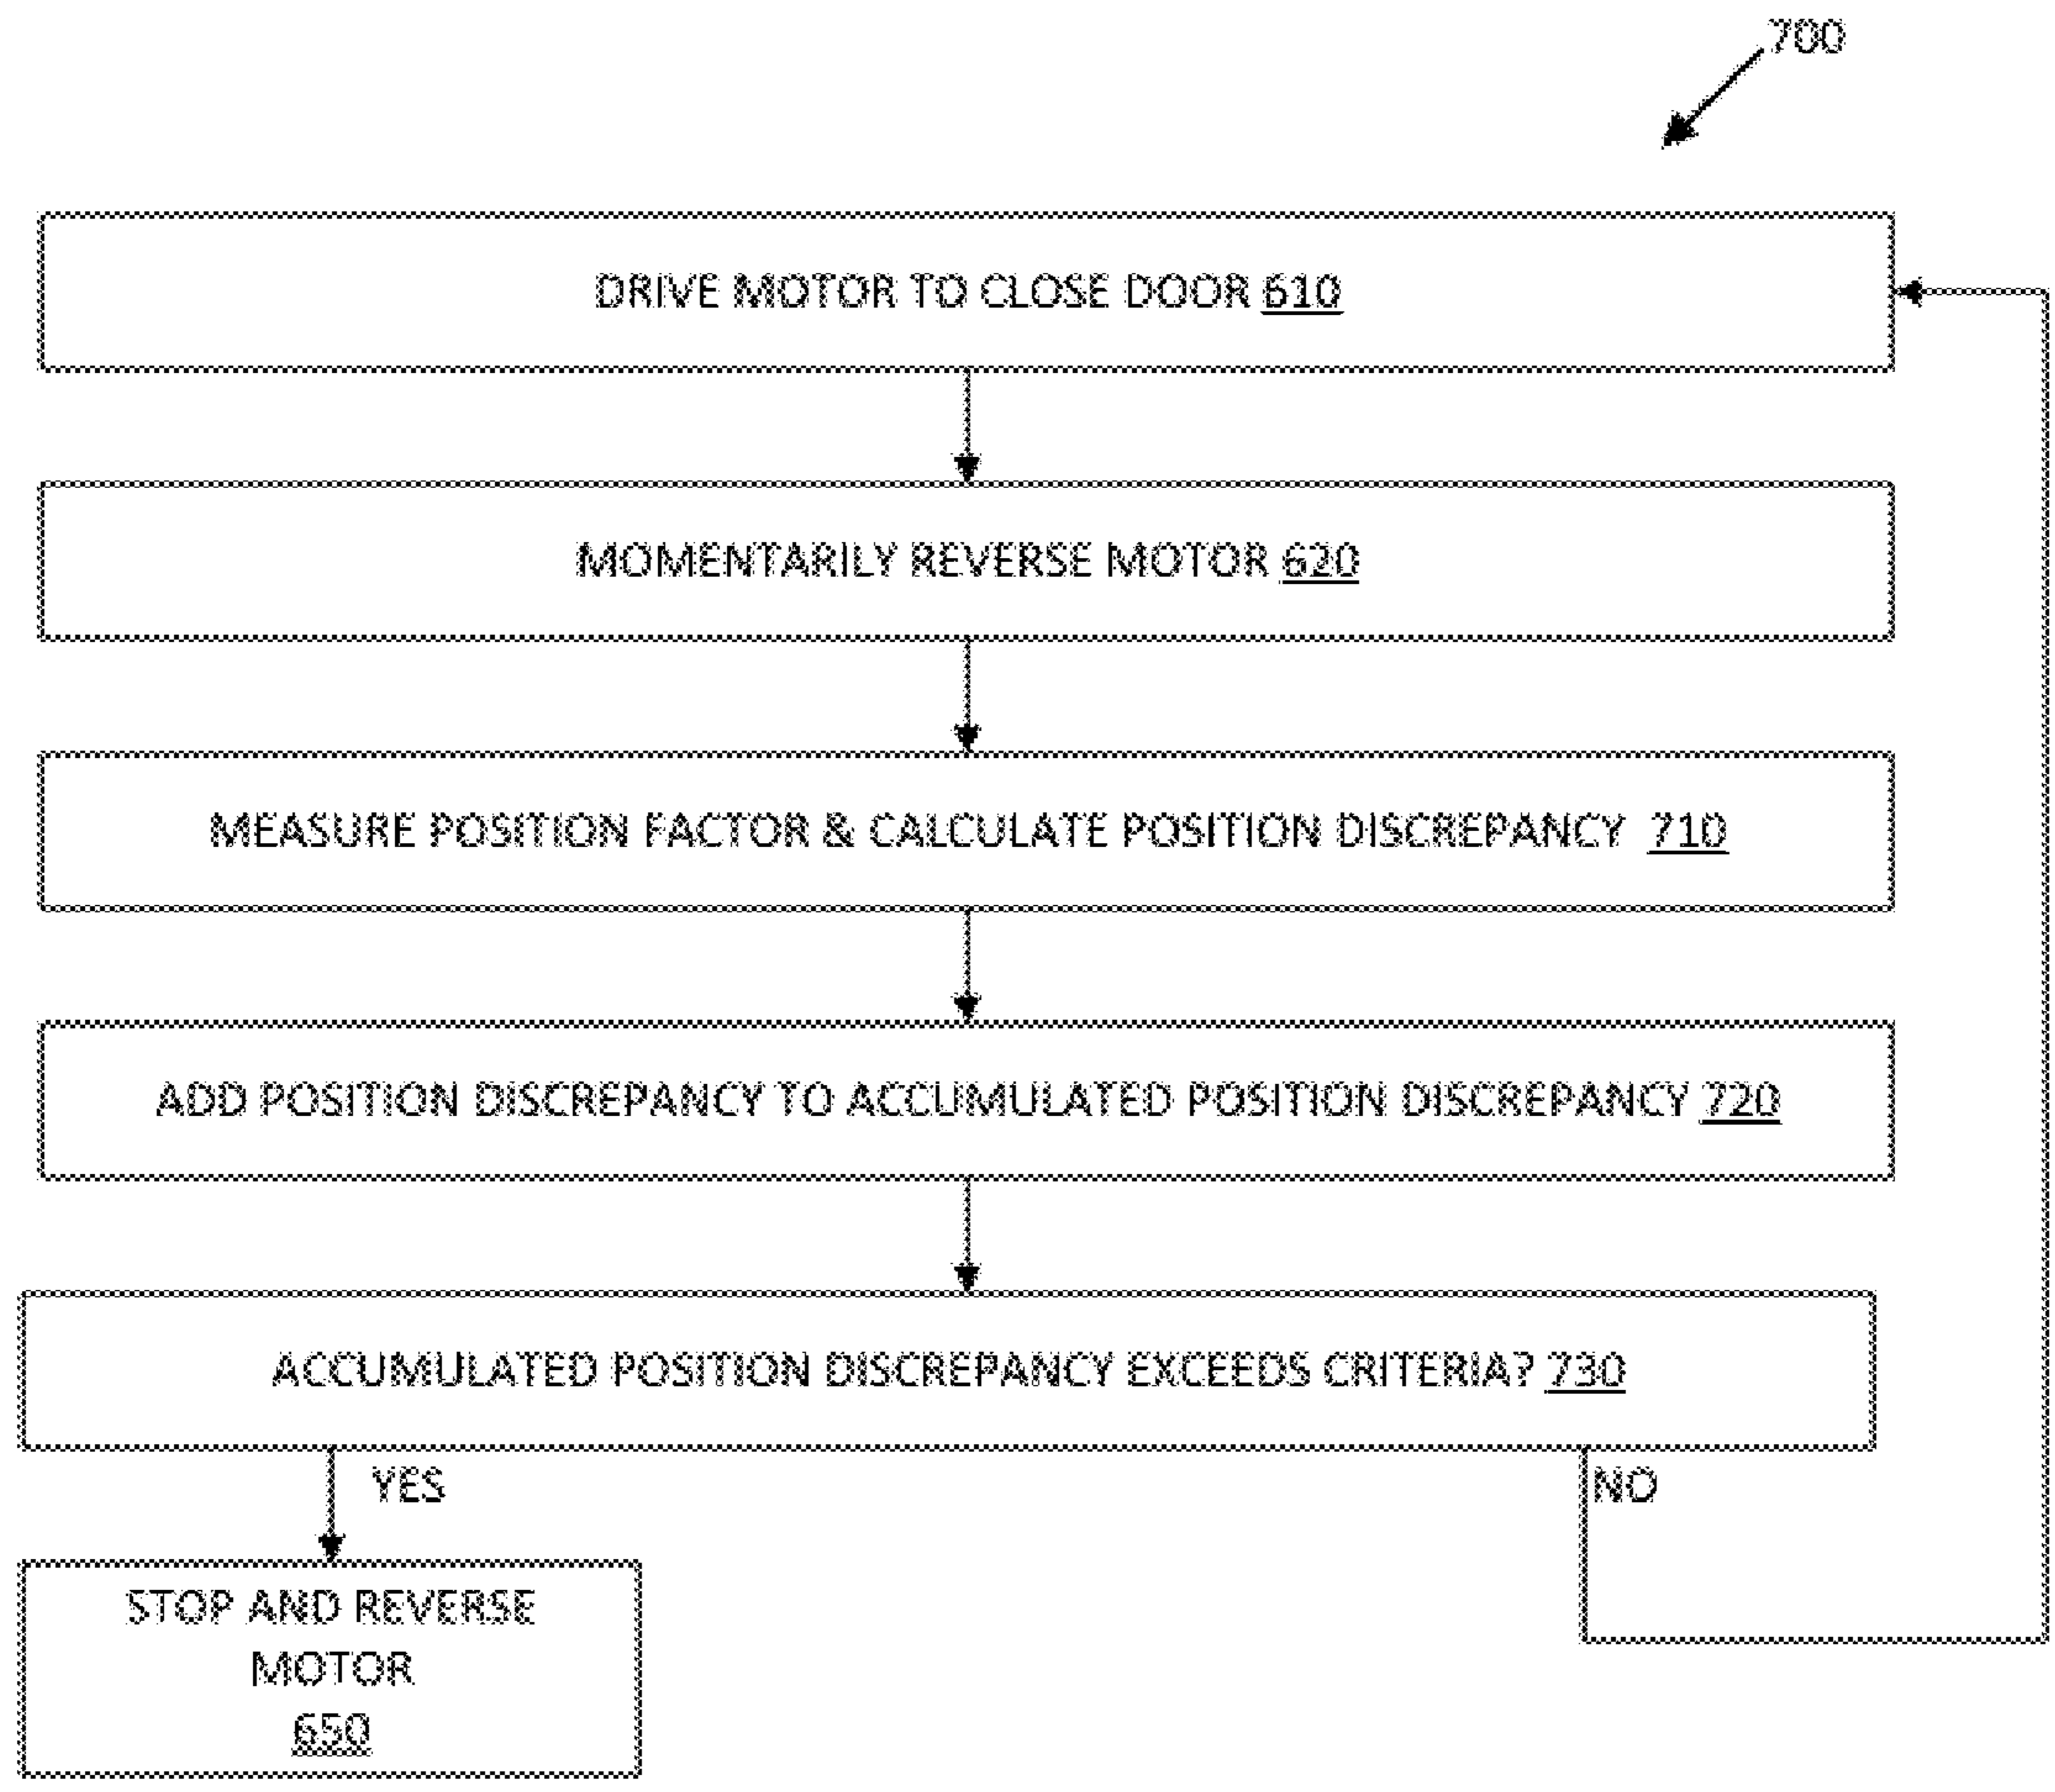 700
DRIVE MOTOR TO CLOSE DOOR 610
MOMENTARILY REVERSE MOTOR 620
MEASURE POSITION FACTOR & CALCULATE POSITION DISCREPANCY 710
ADD POSITION DISCREPANCY TO ACCUMULATED POSITION DISCREPANCY 720
ACCUMULATED POSITION DISCREPANCY EXCEEDS CRITERIA? 730
YES
NO
STOP AND REVERSE
MOTOR
650